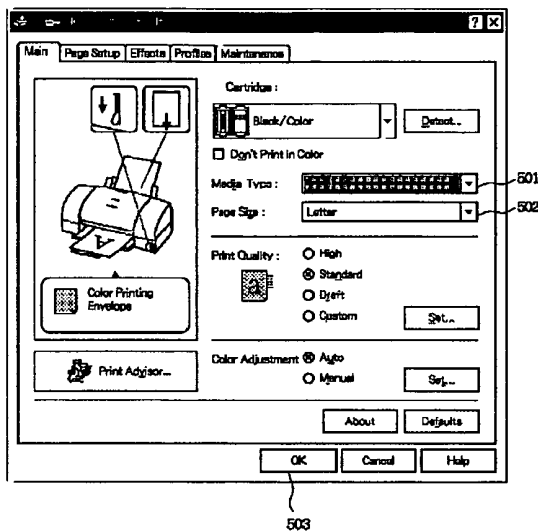 Main Page Setup Effects Profiles Maintenance
Cartridge :
Black/Color
Detect...
Don't Print in Color
Media Type :
501
Page Size : Letter
502
Print Quality :
High
Standard
Draft
Custom
Set...
A
a
Color Printing
Envelope
Print Advisor...
Color Adjustment
Auto
Manual
Set...
About Defaults
OK Cancel Help
503